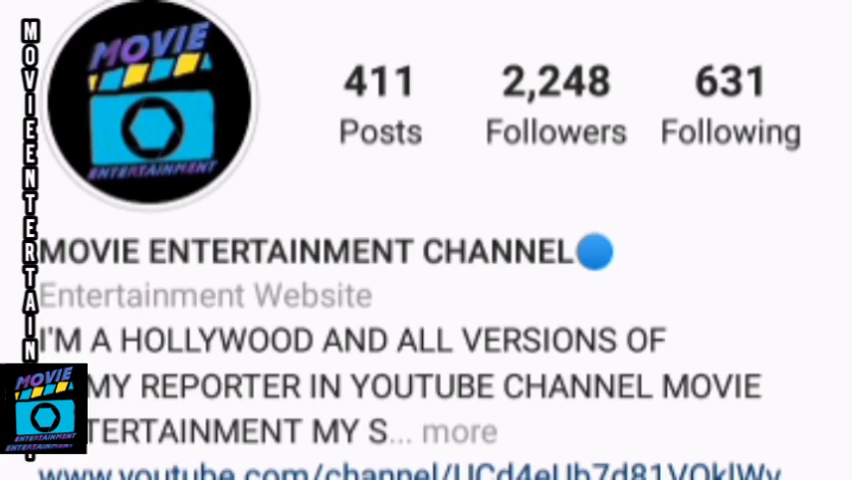 MOVIE
ENTERTAINMENT
411 2,248 631
Posts Followers Following
MOVIE ENTERTAINMENT CHANNEL
Entertainment Website
I'M A HOLLYWOOD AND ALL VERSIONS OF
MY REPORTER IN YOUTUBE CHANNEL MOVIE
TERTAINMENT MY S... more
MOVIEENTERTAIN
MOVIE
ENTERTAINMENT